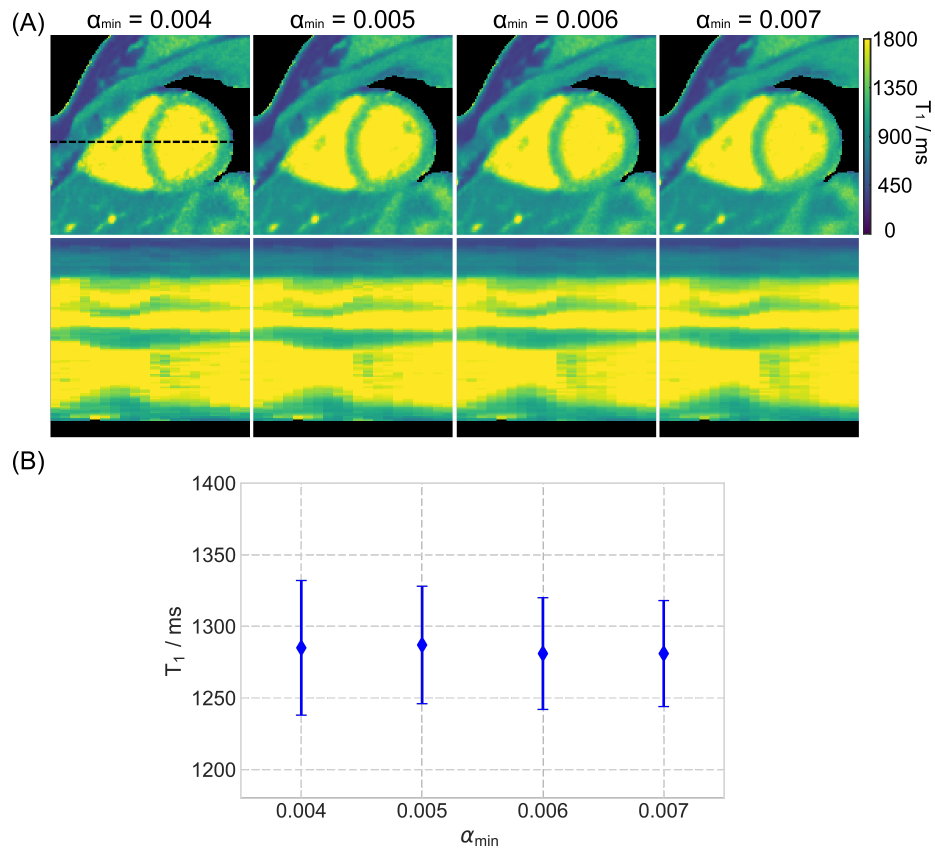 (A)
αmin = 0.004 αmin = 0.005 αmin = 0.006 αmin = 0.007
1800
1350
900
450
0
T1 / ms
(B)
1400
1350
1300
1250
1200
T1 / ms
0.004 0.005 0.006 0.007
αmin